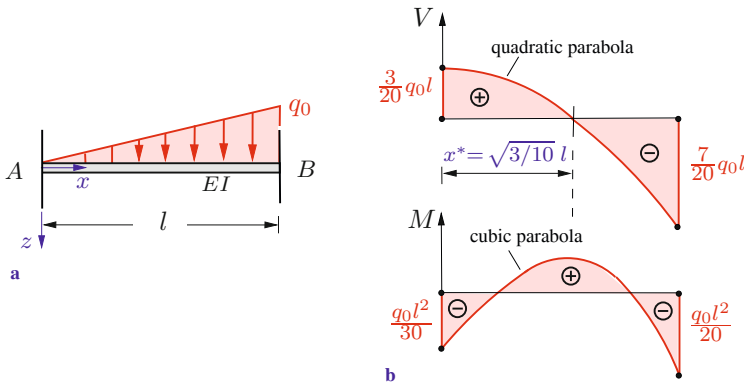 q₀
A
B
x
EI
l
z
a
V
quadratic parabola
3/20 q₀l
+
−
x* = √3/10 l
7/20 q₀l
M
cubic parabola
+
−
−
q₀l²/30
q₀l²/20
b